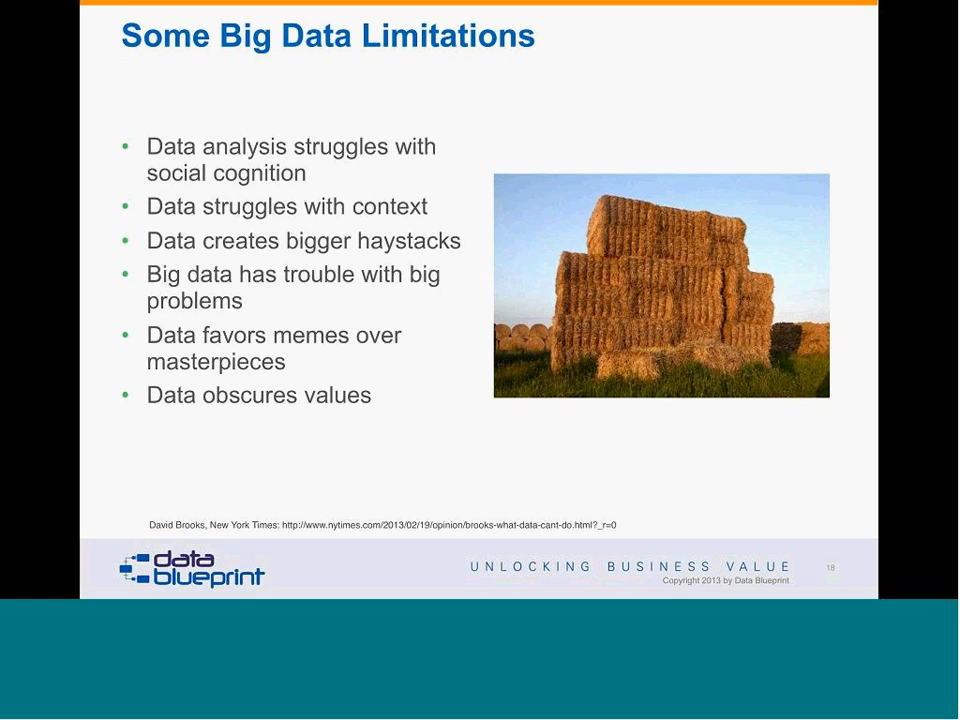 Some Big Data Limitations
• Data analysis struggles with
social cognition
• Data struggles with context
• Data creates bigger haystacks
• Big data has trouble with big
problems
• Data favors memes over
masterpieces
• Data obscures values
David Brooks, New York Times: http://www.nytimes.com/2013/02/19/opinion/brooks-what-data-cant-do.html?_r=0
data
blueprint
UNLOCKING BUSINESS VALUE
Copyright 2013 by Data Blueprint
18